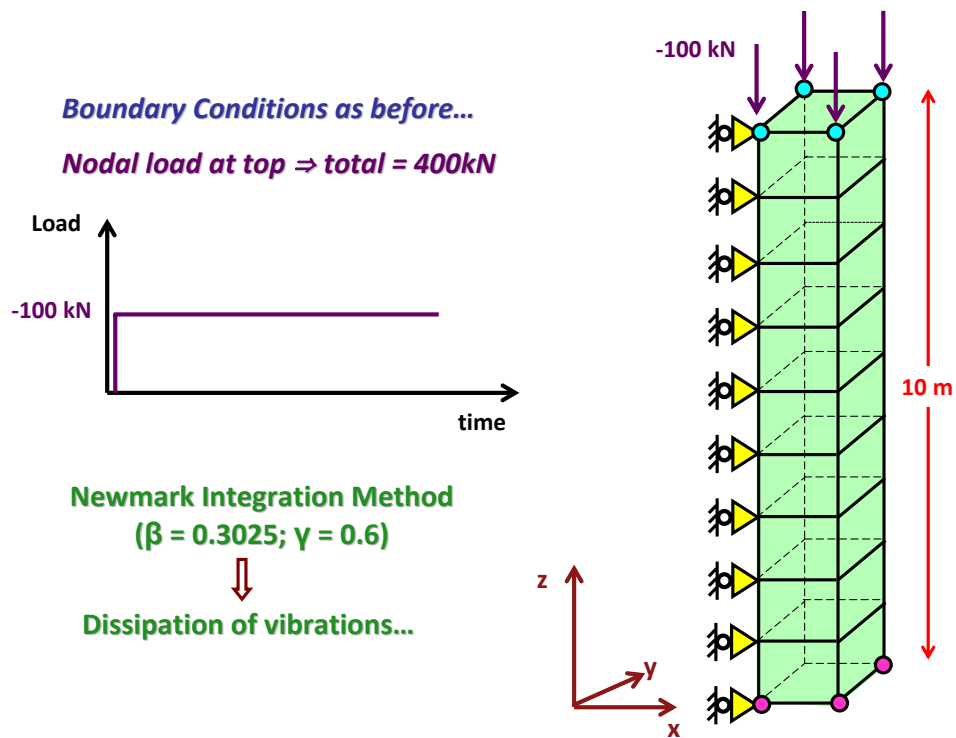 -100 kN
Boundary Conditions as before…
Nodal load at top ⇒ total = 400kN
Load
-100 kN
time
10 m
Newmark Integration Method
(β = 0.3025; γ = 0.6)
Dissipation of vibrations…
z
y
x